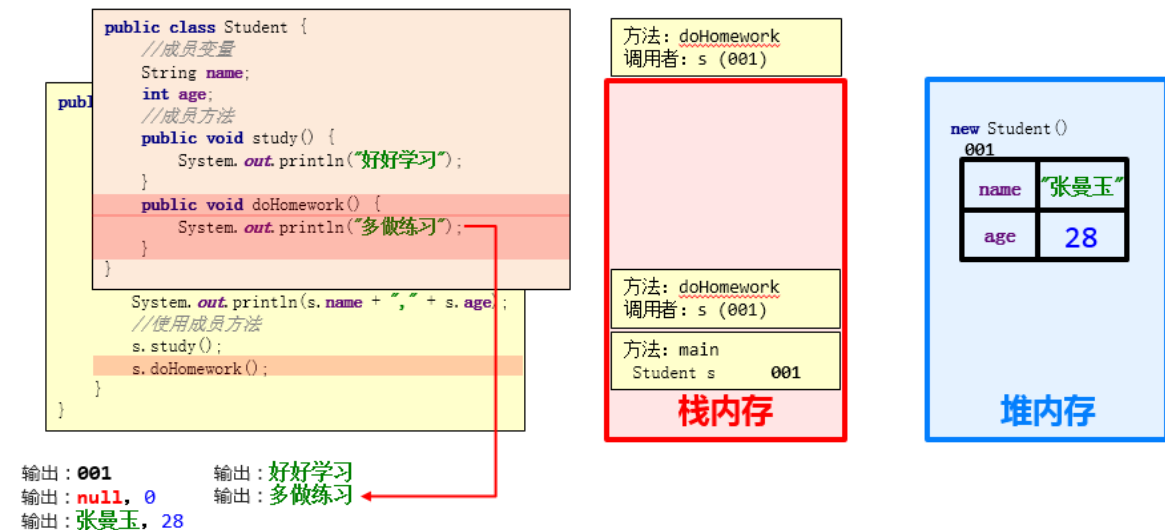 public class Student {
//成员变量
String name;
int age;
//成员方法
public void study() {
System.out.println("好好学习");
}
public void doHomework() {
System.out.println("多做练习");
}
}
publ
System.out.println(s.name + "," + s.age);
//使用成员方法
s.study();
s.doHomework();
}
}
方法: doHomework
调用者: s (001)
方法: doHomework
调用者: s (001)
方法: main
Student s 001
栈内存
new Student()
001
name "张曼玉"
age 28
堆内存
输出:001
输出:null, 0
输出:张曼玉, 28
输出:好好学习
输出:多做练习